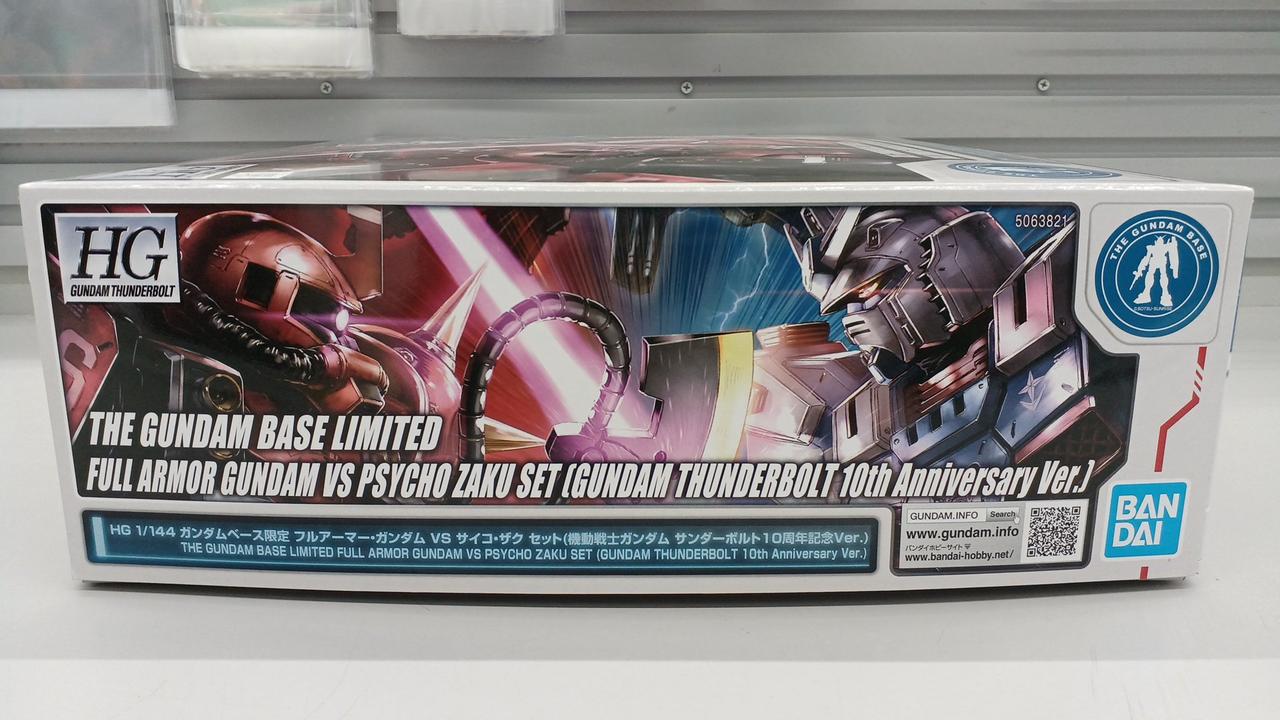 HG
GUNDAM THUNDERBOLT
5063821
THE GUNDAM BASE
©SOTSU・SUNRISE
THE GUNDAM BASE LIMITED
FULL ARMOR GUNDAM VS PSYCHO ZAKU SET (GUNDAM THUNDERBOLT 10th Anniversary Ver.)
HG 1/144 ガンダムベース限定 フルアーマー・ガンダム VS サイコ・ザク セット(機動戦士ガンダム サンダーボルト10周年記念Ver.)
THE GUNDAM BASE LIMITED FULL ARMOR GUNDAM VS PSYCHO ZAKU SET (GUNDAM THUNDERBOLT 10th Anniversary Ver.)
GUNDAM.INFO Search
www.gundam.info
バンダイホビーサイト
www.bandai-hobby.net/
BAN
DAI